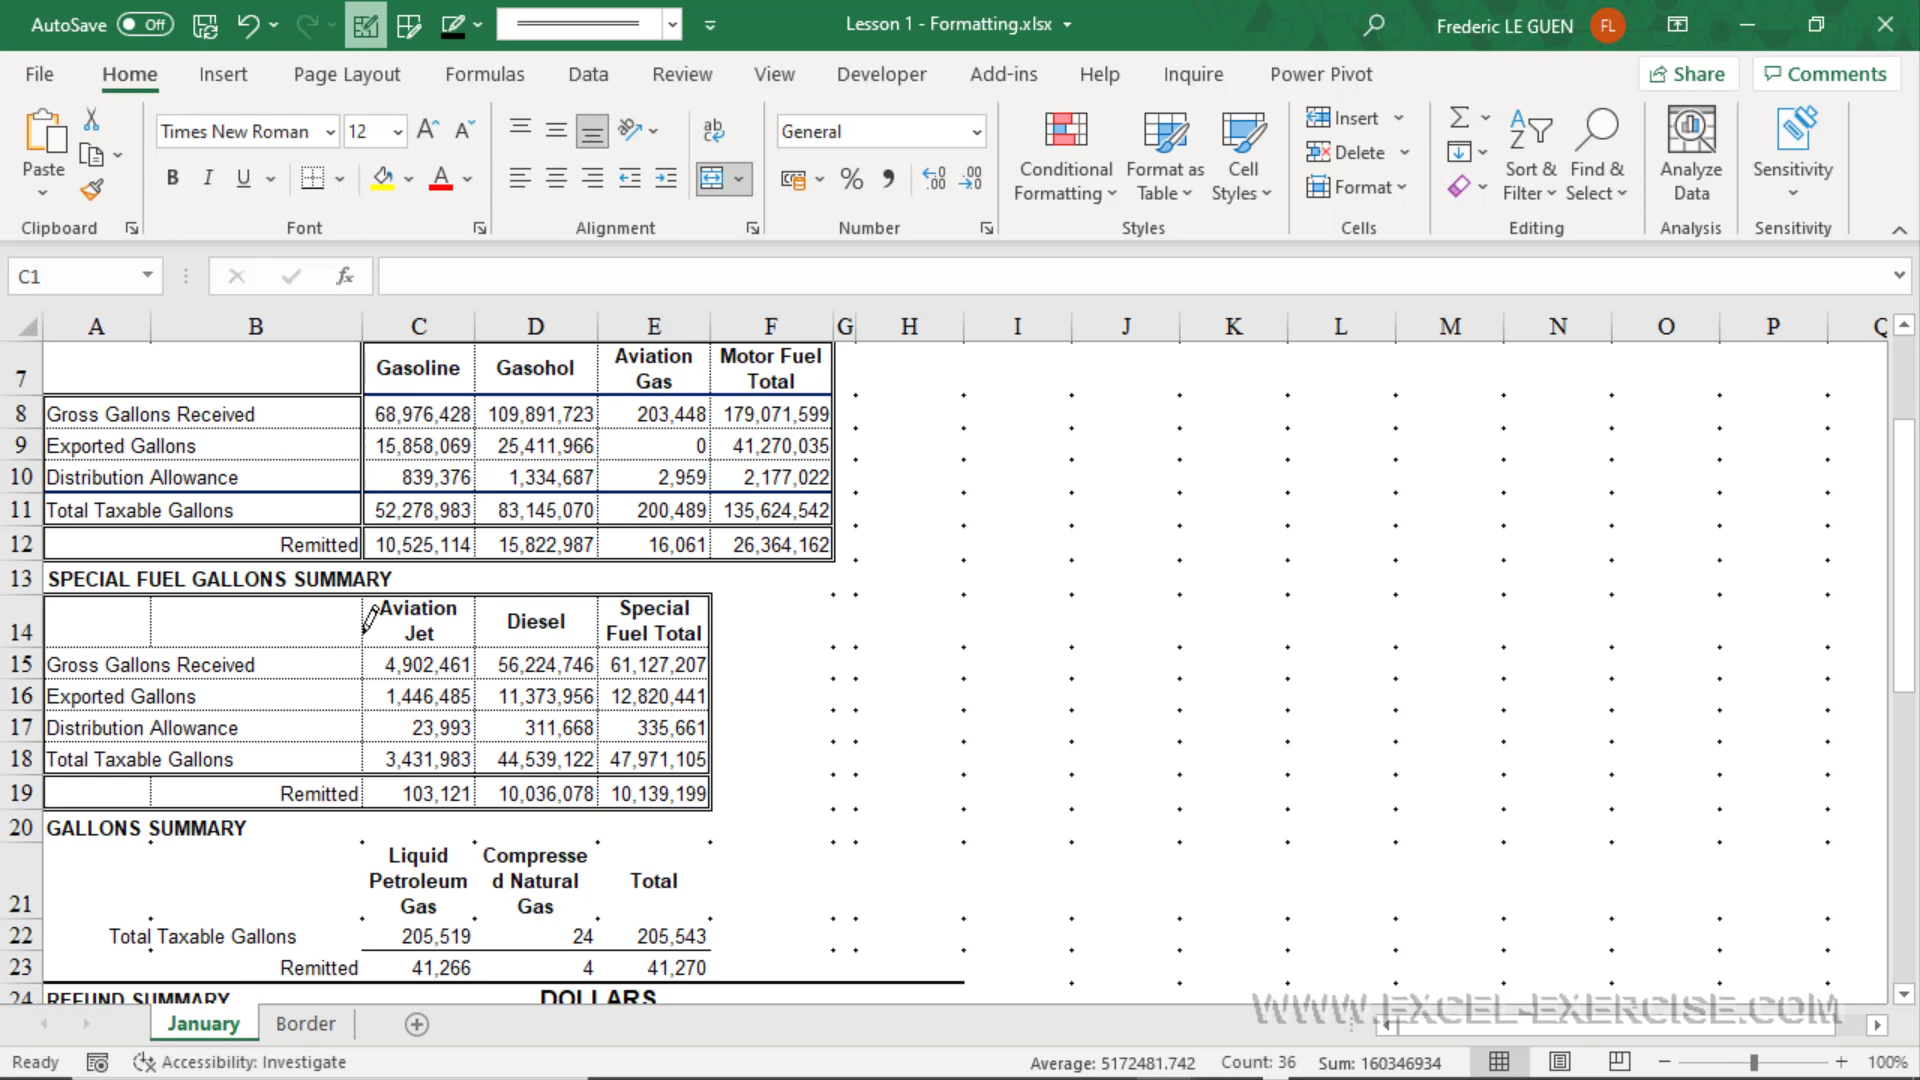 AutoSave Off Lesson 1 - Formatting.xlsx Frederic LE GUEN FL
File Home Insert Page Layout Formulas Data Review View Developer Add-ins Help Inquire Power Pivot Share Comments
Times New Roman 12 A A ab General Insert Σ
Paste Conditional Formatting Format as Table Cell Styles Delete Sort & Filter Find & Select Analyze Data Sensitivity
B I U A % Format
Clipboard Font Alignment Number Styles Cells Editing Analysis Sensitivity
C1 fx
A B C D E F G H I J K L M N O P Q
7 Gasoline Gasohol Aviation Gas Motor Fuel Total
8 Gross Gallons Received 68,976,428 109,891,723 203,448 179,071,599
9 Exported Gallons 15,858,069 25,411,966 0 41,270,035
10 Distribution Allowance 839,376 1,334,687 2,959 2,177,022
11 Total Taxable Gallons 52,278,983 83,145,070 200,489 135,624,542
12 Remitted 10,525,114 15,822,987 16,061 26,364,162
13 SPECIAL FUEL GALLONS SUMMARY
14 Aviation Jet Diesel Special Fuel Total
15 Gross Gallons Received 4,902,461 56,224,746 61,127,207
16 Exported Gallons 1,446,485 11,373,956 12,820,441
17 Distribution Allowance 23,993 311,668 335,661
18 Total Taxable Gallons 3,431,983 44,539,122 47,971,105
19 Remitted 103,121 10,036,078 10,139,199
20 GALLONS SUMMARY
21 Liquid Petroleum Gas Compresse d Natural Gas Total
22 Total Taxable Gallons 205,519 24 205,543
23 Remitted 41,266 4 41,270
24 REFUND SUMMARY DOLLARS
WWW.EXCEL-EXERCISE.COM
January Border
Ready Accessibility: Investigate Average: 5172481.742 Count: 36 Sum: 160346934 100%